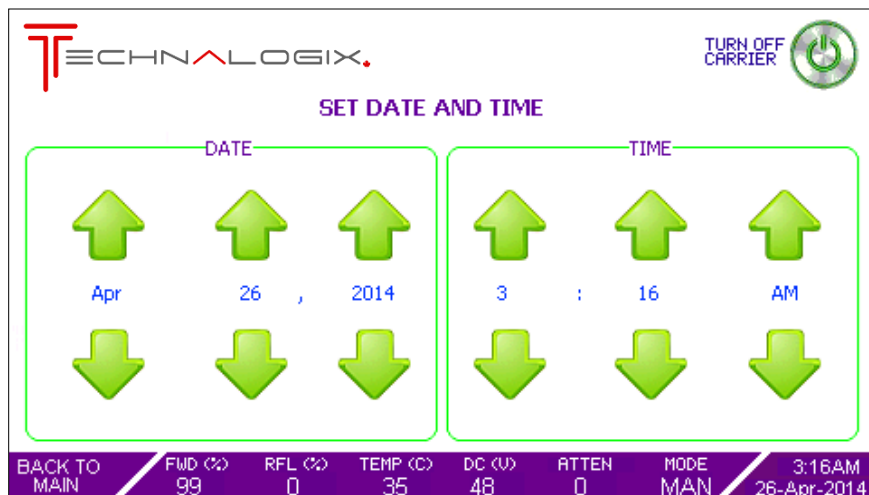 TECHNALOGIX.
TURN OFF
CARRIER
SET DATE AND TIME
DATE
TIME
Apr 26 , 2014 3 : 16 AM
BACK TO
MAIN
FWD (%) RFL (%) TEMP (C) DC (V) ATTEN MODE
99 0 35 48 0 MAN
3:16AM
26-Apr-2014